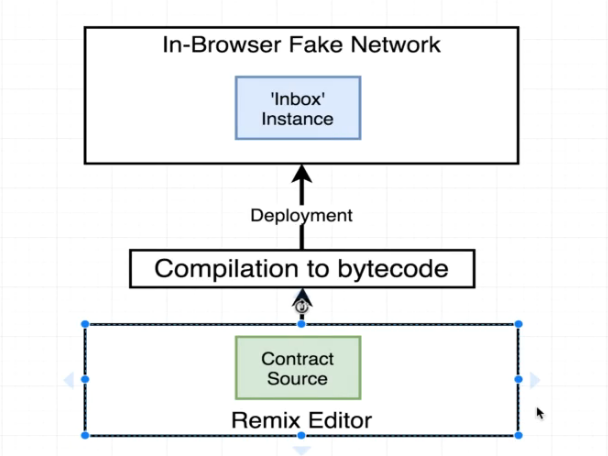 In-Browser Fake Network
'Inbox'
Instance
Deployment
Compilation to bytecode
Contract
Source
Remix Editor